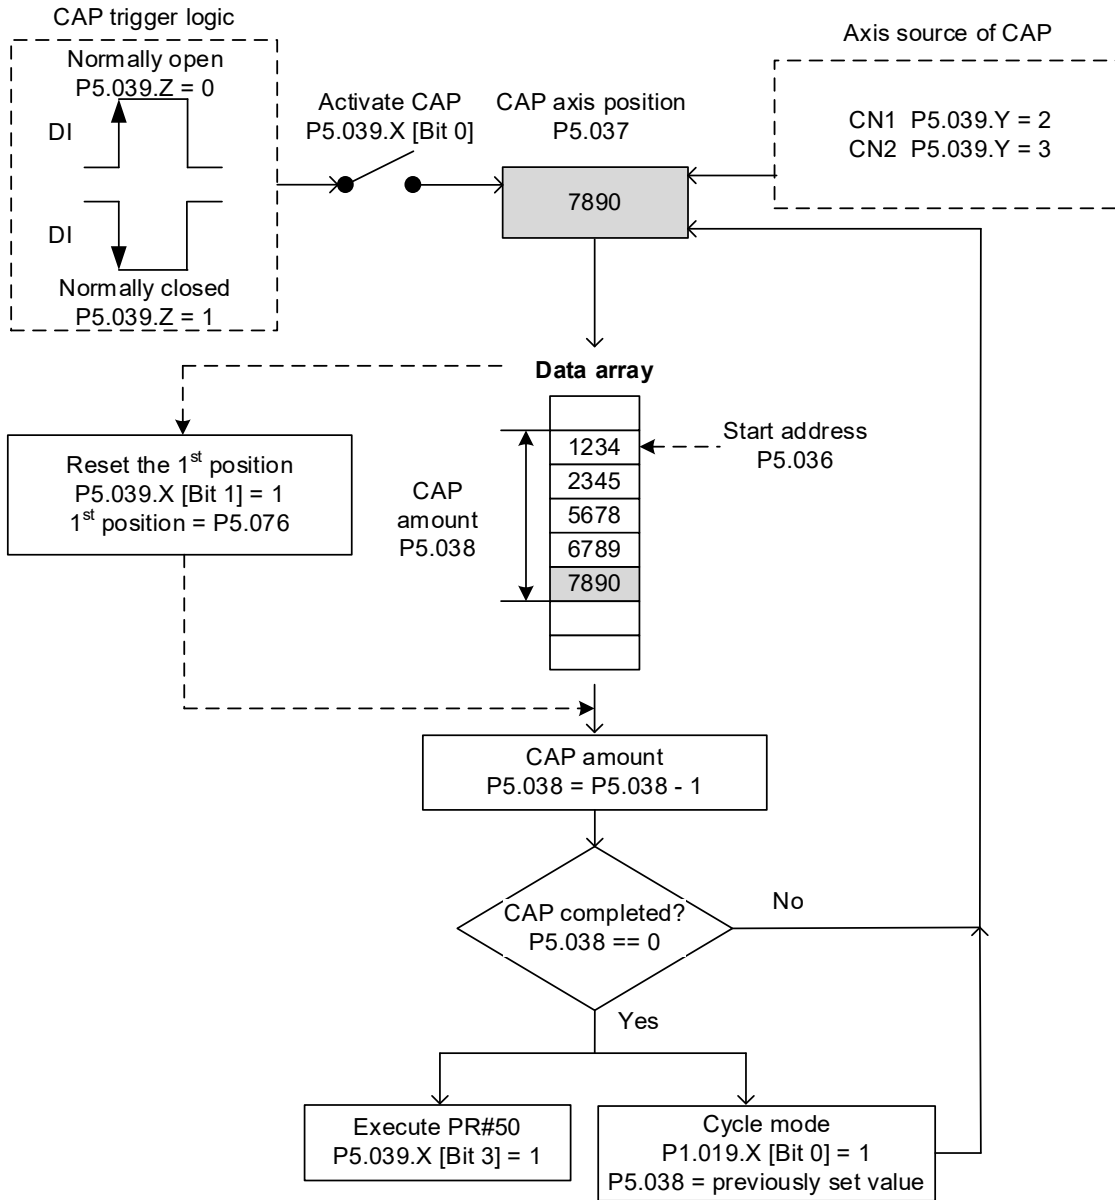 CAP trigger logic
Normally open
P5.039.Z = 0
DI
DI
Normally closed
P5.039.Z = 1
Activate CAP
P5.039.X [Bit 0]
CAP axis position
P5.037
7890
Axis source of CAP
CN1 P5.039.Y = 2
CN2 P5.039.Y = 3
Data array
1234
2345
5678
6789
7890
Start address
P5.036
CAP
amount
P5.038
Reset the 1st position
P5.039.X [Bit 1] = 1
1st position = P5.076
CAP amount
P5.038 = P5.038 - 1
CAP completed?
P5.038 == 0
No
Yes
Execute PR#50
P5.039.X [Bit 3] = 1
Cycle mode
P1.019.X [Bit 0] = 1
P5.038 = previously set value